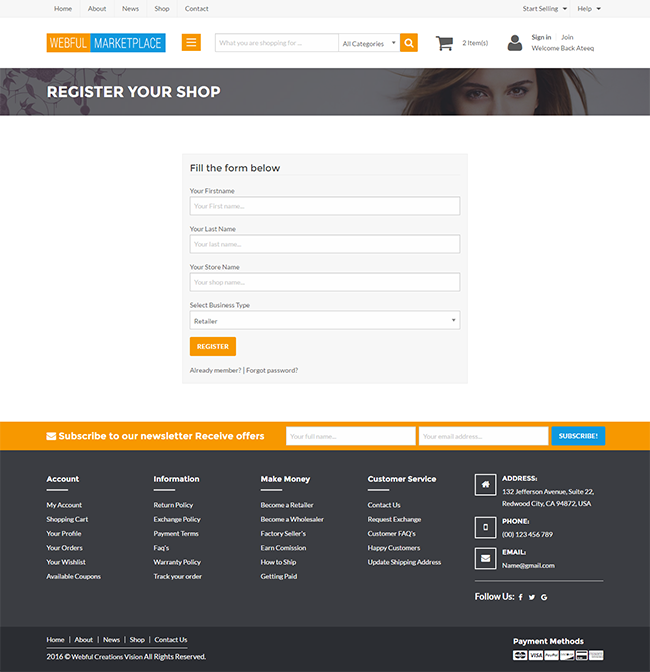 Home About News Shop Contact Start Selling Help
WEBFUL MARKETPLACE
What you are shopping for ... All Categories
2 Item(s)
Sign in Join
Welcome Back Ateeq
REGISTER YOUR SHOP
Fill the form below
Your Firstname
Your First name...
Your Last Name
Your last name...
Your Store Name
Your shop name...
Select Business Type
Retailer
REGISTER
Already member? | Forgot password?
Subscribe to our newsletter Receive offers
Your full name...
Your email address...
SUBSCRIBE!
Account
My Account
Shopping Cart
Your Profile
Your Orders
Your Wishlist
Available Coupons
Information
Return Policy
Exchange Policy
Payment Terms
Faq's
Warranty Policy
Track your order
Make Money
Become a Retailer
Become a Wholesaler
Factory Seller's
Earn Comission
How to Ship
Getting Paid
Customer Service
Contact Us
Request Exchange
Customer FAQ's
Happy Customers
Update Shipping Address
ADDRESS:
132 Jefferson Avenue, Suite 22,
Redwood City, CA 94872, USA
PHONE:
(00) 123 456 789
EMAIL:
Name@gmail.com
Follow Us:
Home | About | News | Shop | Contact Us
2016 © Webful Creations Vision All Rights Reserved.
Payment Methods
VISA PayPal DISCOVER